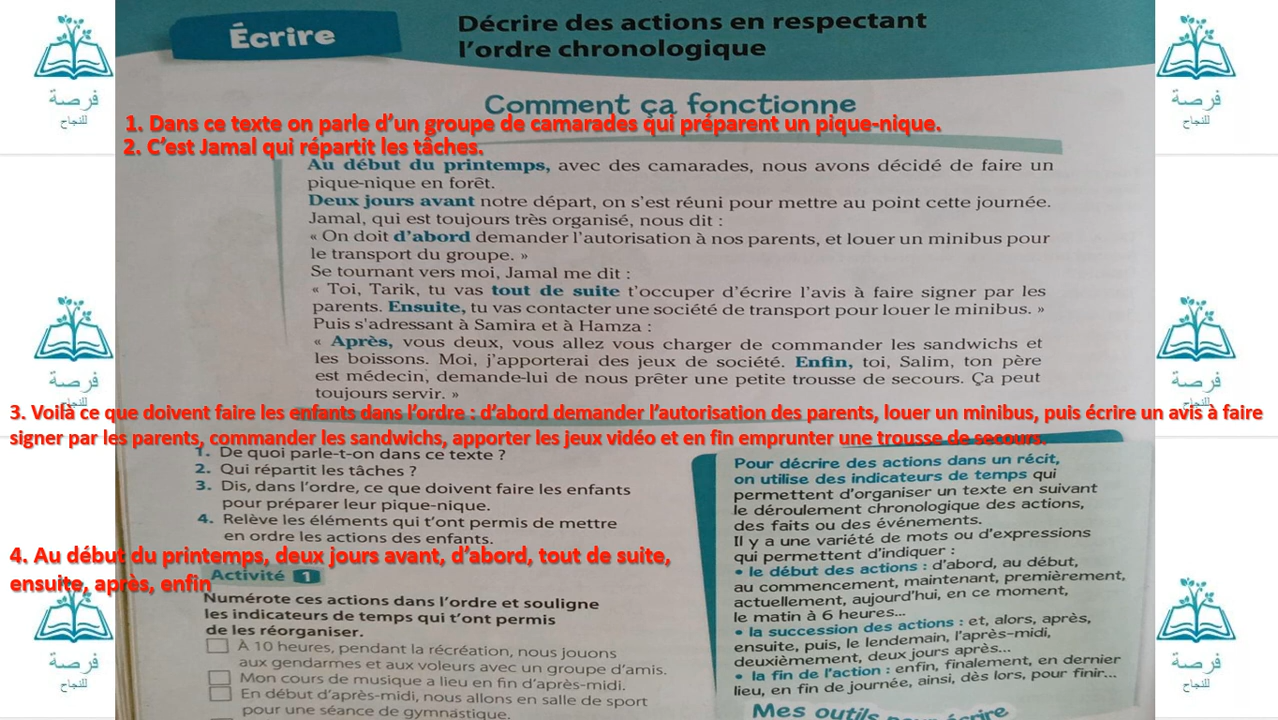 Écrire
Décrire des actions en respectant
l'ordre chronologique
Comment ça fonctionne
1. Dans ce texte on parle d'un groupe de camarades qui préparent un pique-nique.
2. C'est Jamal qui répartit les tâches.
Au début du printemps, avec des camarades, nous avons décidé de faire un
pique-nique en forêt.
Deux jours avant notre départ, on s'est réuni pour mettre au point cette journée.
Jamal, qui est toujours très organisé, nous dit :
« On doit d'abord demander l'autorisation à nos parents, et louer un minibus pour
le transport du groupe. »
Se tournant vers moi, Jamal me dit :
« Toi, Tarik, tu vas tout de suite t'occuper d'écrire l'avis à faire signer par les
parents. Ensuite, tu vas contacter une société de transport pour louer le minibus. »
Puis s'adressant à Samira et à Hamza :
« Après, vous deux, vous allez vous charger de commander les sandwichs et
les boissons. Moi, j'apporterai des jeux de société. Enfin, toi, Salim, ton père
est médecin, demande-lui de nous prêter une petite trousse de secours. Ça peut
toujours servir. »
3. Voilà ce que doivent faire les enfants dans l'ordre : d'abord demander l'autorisation des parents, louer un minibus, puis écrire un avis à faire
signer par les parents, commander les sandwichs, apporter les jeux vidéo et en fin emprunter une trousse de secours.
1. De quoi parle-t-on dans ce texte ?
2. Qui répartit les tâches ?
3. Dis, dans l'ordre, ce que doivent faire les enfants
pour préparer leur pique-nique.
4. Relève les éléments qui t'ont permis de mettre
en ordre les actions des enfants.
4. Au début du printemps, deux jours avant, d'abord, tout de suite,
ensuite, après, enfin
Activité 1
Numérote ces actions dans l'ordre et souligne
les indicateurs de temps qui t'ont permis
de les réorganiser.
À 10 heures, pendant la récréation, nous jouons
aux gendarmes et aux voleurs avec un groupe d'amis.
Mon cours de musique a lieu en fin d'après-midi.
En début d'après-midi, nous allons en salle de sport
pour une séance de gymnastique.
Pour décrire des actions dans un récit,
on utilise des indicateurs de temps qui
permettent d'organiser un texte en suivant
le déroulement chronologique des actions,
des faits ou des événements.
Il y a une variété de mots ou d'expressions
qui permettent d'indiquer :
• le début des actions : d'abord, au début,
au commencement, maintenant, premièrement,
actuellement, aujourd'hui, en ce moment,
le matin à 6 heures...
• la succession des actions : et, alors, après,
ensuite, puis, le lendemain, l'après-midi,
deuxièmement, deux jours après...
• la fin de l'action : enfin, finalement, en dernier
lieu, en fin de journée, ainsi, dès lors, pour finir...
Mes outils pour écrire
فرصة
للنجاح
فرصة
للنجاح
فرصة
للنجاح
فرصة
للنجاح
فرصة
للنجاح
فرصة
للنجاح